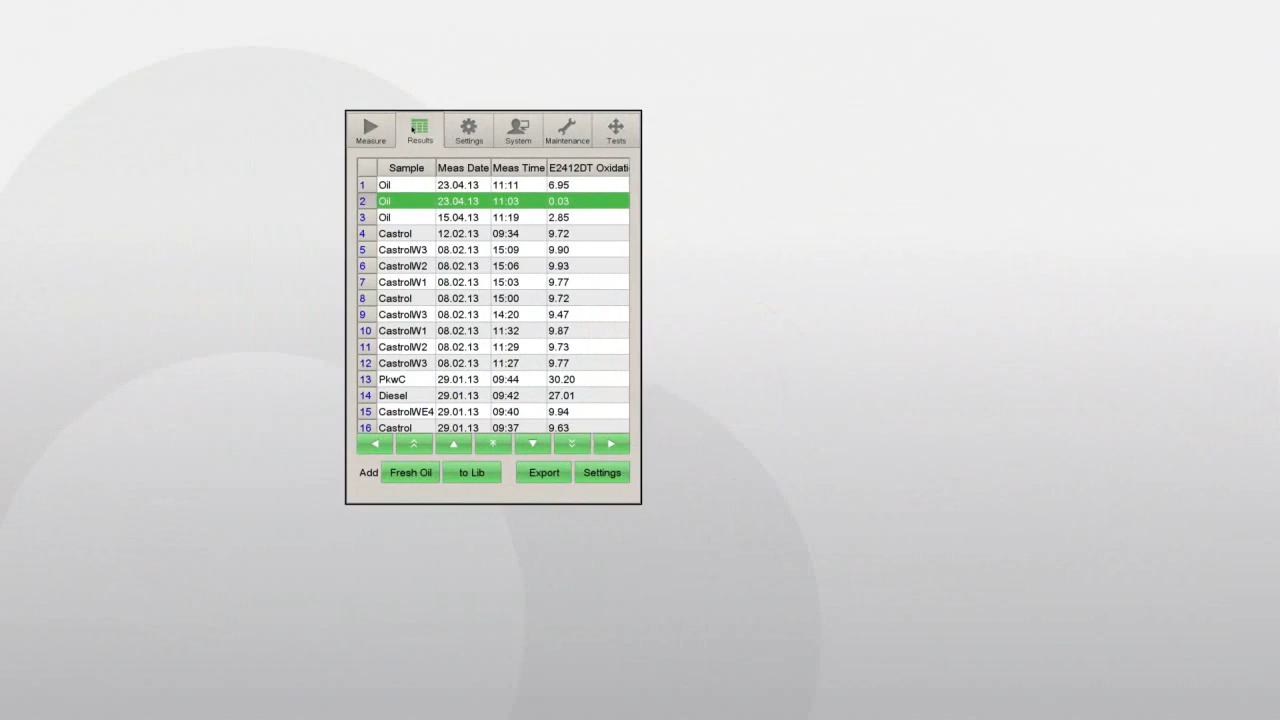 Measure Results Settings System Maintenance Tests
Sample Meas Date Meas Time E2412DT Oxidati
1 Oil 23.04.13 11:11 6.95
2 Oil 23.04.13 11:03 0.03
3 Oil 15.04.13 11:19 2.85
4 Castrol 12.02.13 09:34 9.72
5 CastrolW3 08.02.13 15:09 9.90
6 CastrolW2 08.02.13 15:06 9.93
7 CastrolW1 08.02.13 15:03 9.77
8 Castrol 08.02.13 15:00 9.72
9 CastrolW3 08.02.13 14:20 9.47
10 CastrolW1 08.02.13 11:32 9.87
11 CastrolW2 08.02.13 11:29 9.73
12 CastrolW3 08.02.13 11:27 9.77
13 PkwC 29.01.13 09:44 30.20
14 Diesel 29.01.13 09:42 27.01
15 CastrolWE4 29.01.13 09:40 9.94
16 Castrol 29.01.13 09:37 9.63
Add Fresh Oil to Lib Export Settings